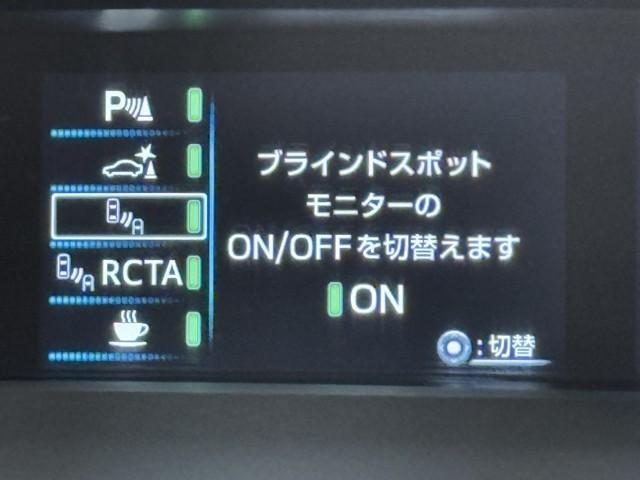 P
RCTA
ブラインドスポット
モニターの
ON/OFFを切替えます
ON
:切替